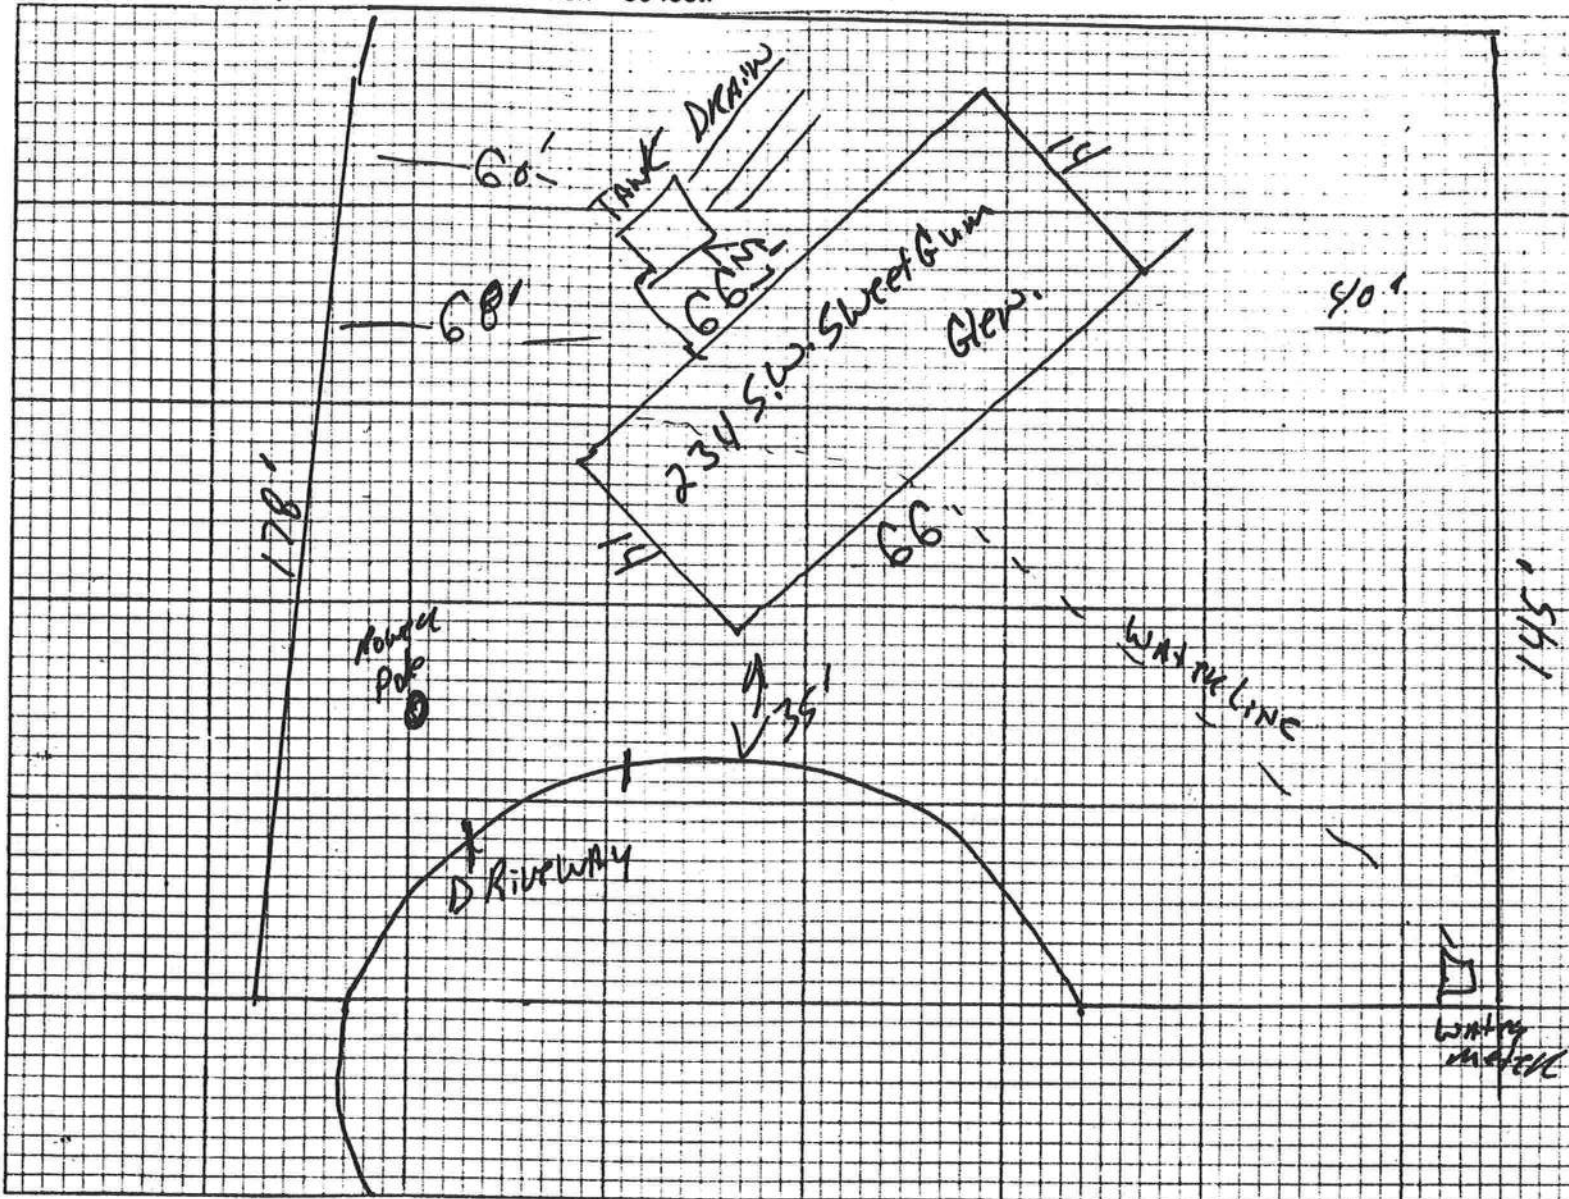 TANK DRAIN
60'
68'
15'
66'
14
234 S.W. Sweet Gum
Glen.
40'
178'
14
66'
145'
Power
Pole
35'
WATER LINE
DRIVEWAY
WATER
METER